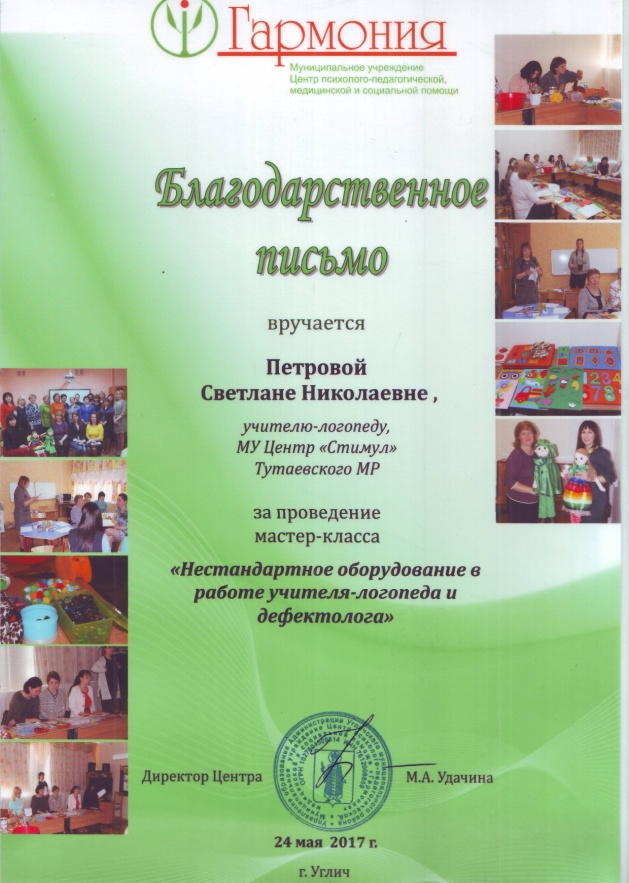 Гармония
Муниципальное учреждение
Центр психолого-педагогической,
медицинской и социальной помощи
Благодарственное
письмо
вручается
Петровой
Светлане Николаевне ,
учителю-логопеду,
МУ Центр «Стимул»
Тутаевского МР
за проведение
мастер-класса
«Нестандартное оборудование в
работе учителя-логопеда и
дефектолога»
Директор Центра
М.А. Удачина
24 мая 2017 г.
г. Углич